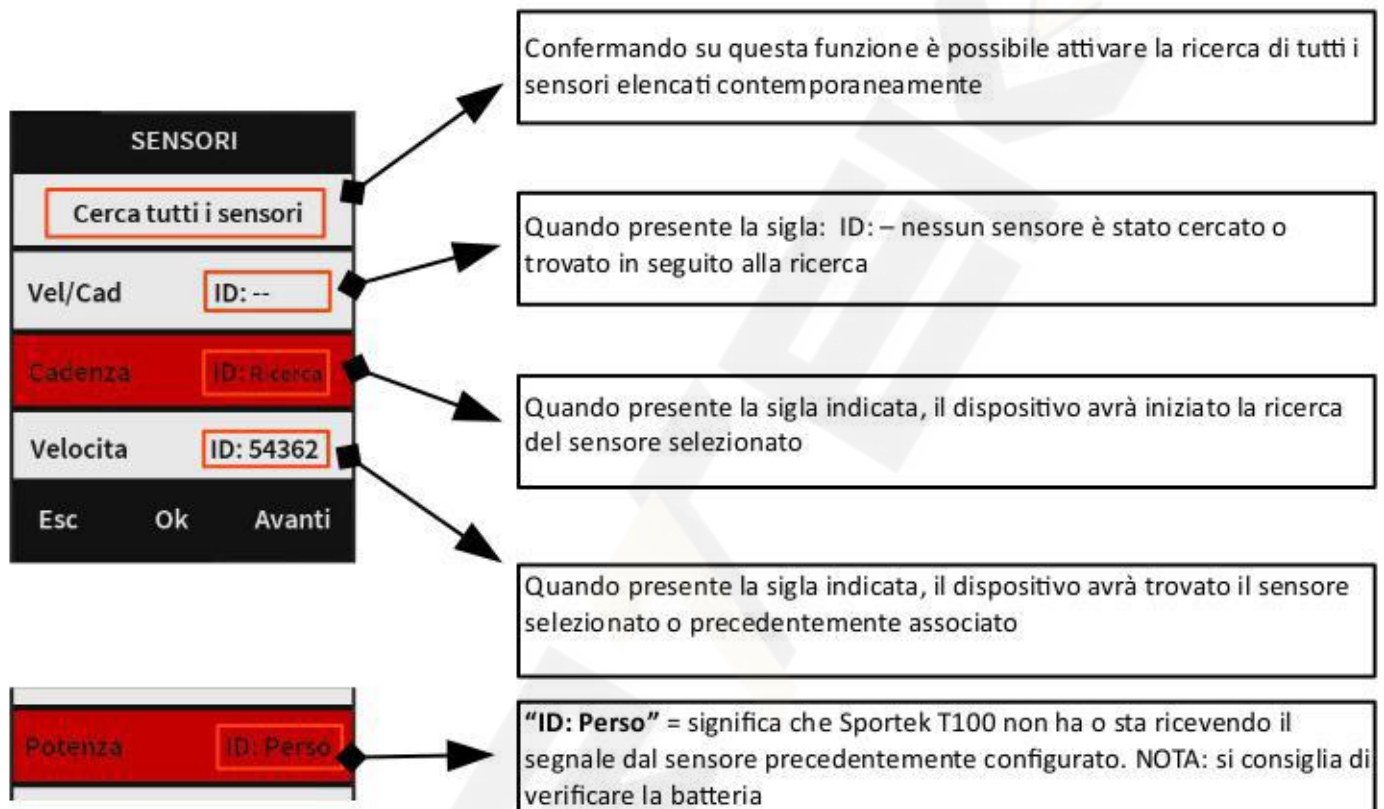 Confermando su questa funzione è possibile attivare la ricerca di tutti i
sensori elencati contemporaneamente
SENSORI
Cerca tutti i sensori
Quando presente la sigla:  ID: – nessun sensore è stato cercato o
trovato in seguito alla ricerca
Vel/Cad ID: --
Cadenza ID: Ricerca
Quando presente la sigla indicata, il dispositivo avrà iniziato la ricerca
del sensore selezionato
Velocita ID: 54362
Esc Ok Avanti
Quando presente la sigla indicata, il dispositivo avrà trovato il sensore
selezionato o precedentemente associato
Potenza ID: Perso
“ID: Perso” = significa che Sportek T100 non ha o sta ricevendo il
segnale dal sensore precedentemente configurato. NOTA: si consiglia di
verificare la batteria